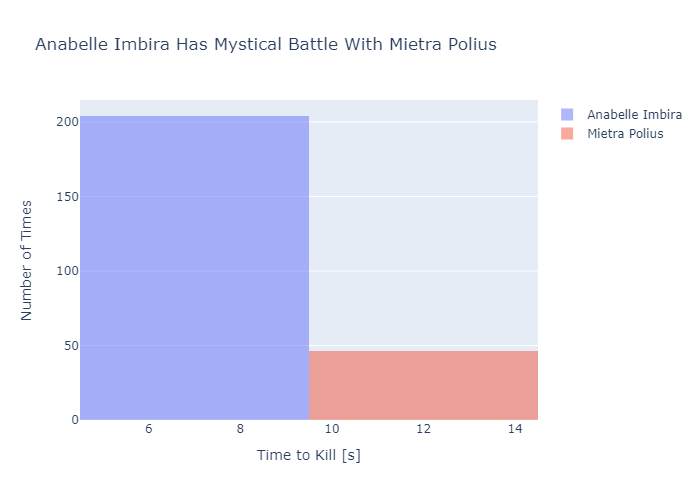 Anabelle Imbira Has Mystical Battle With Mietra Polius
Anabelle Imbira
Mietra Polius
200
150
100
50
0
Number of Times
6 8 10 12 14
Time to Kill [s]